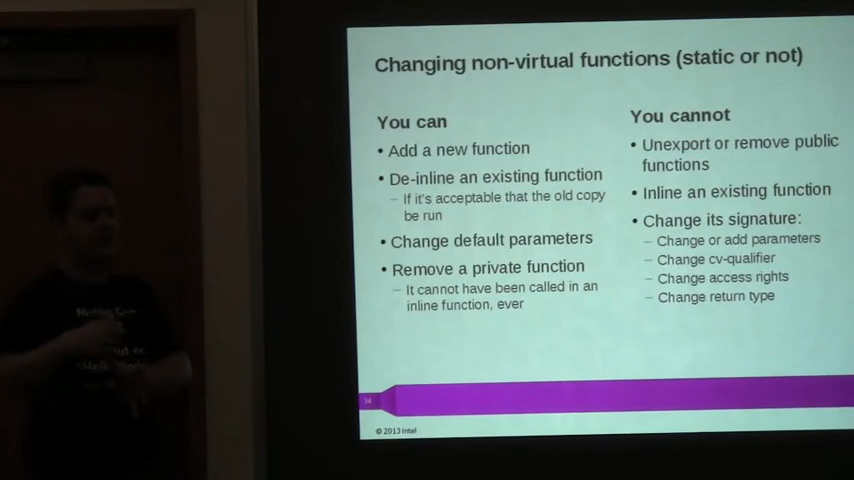 Changing non-virtual functions (static or not)
You can
• Add a new function
• De-inline an existing function
– If it's acceptable that the old copy
be run
• Change default parameters
• Remove a private function
– It cannot have been called in an
inline function, ever
You cannot
• Unexport or remove public
functions
• Inline an existing function
• Change its signature:
– Change or add parameters
– Change cv-qualifier
– Change access rights
– Change return type
34
© 2013 Intel